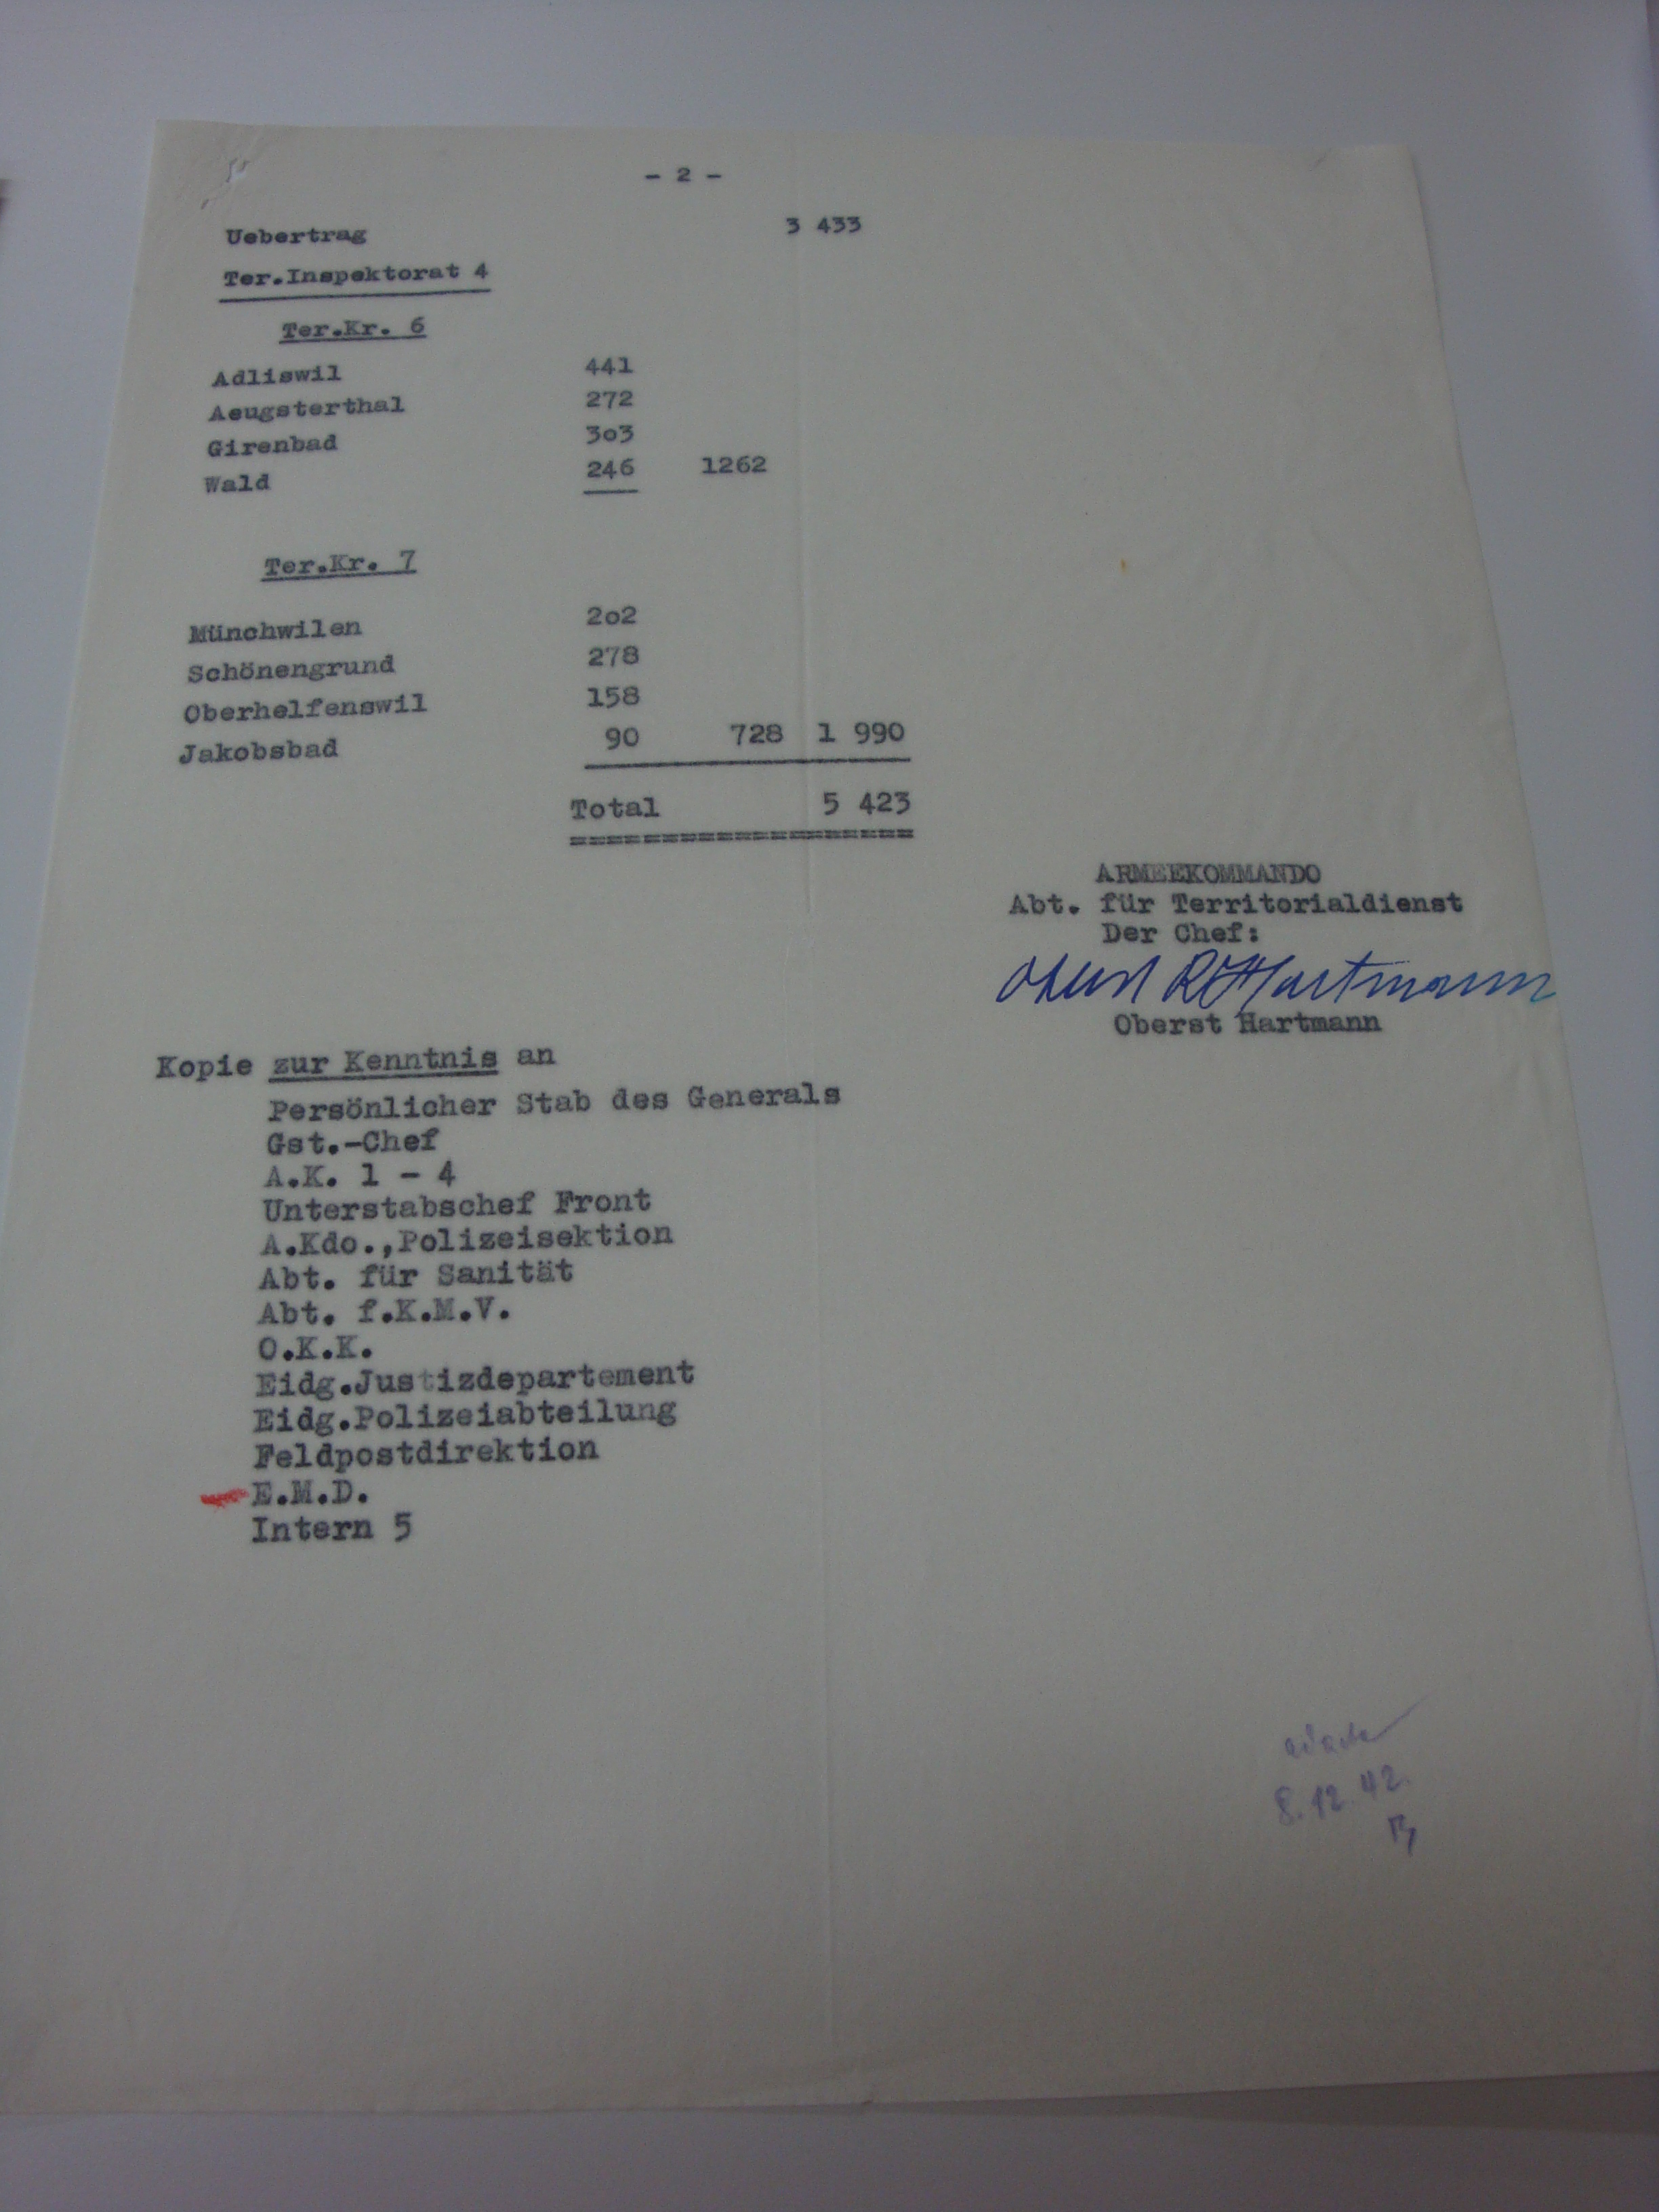 - 2 -
Uebertrag 3 433
Ter.Inspektorat 4
Ter.Kr. 6
Adliswil 441
Aeugsterthal 272
Girenbad 3o3
Wald 246 1262
Ter.Kr. 7
Münchwilen 2o2
Schönengrund 278
Oberhelfenswil 158
Jakobsbad 90 728 1 990
Total 5 423
====================
ARMEEKOMMANDO
Abt. für Territorialdienst
Der Chef:
Oberst R Hartmann
Oberst Hartmann
Kopie zur Kenntnis an
Persönlicher Stab des Generals
Gst.-Chef
A.K. 1 - 4
Unterstabschef Front
A.Kdo.,Polizeisektion
Abt. für Sanität
Abt. f.K.M.V.
O.K.K.
Eidg.Justizdepartement
Eidg.Polizeiabteilung
Feldpostdirektion
E.M.D.
Intern 5
8.12.42.